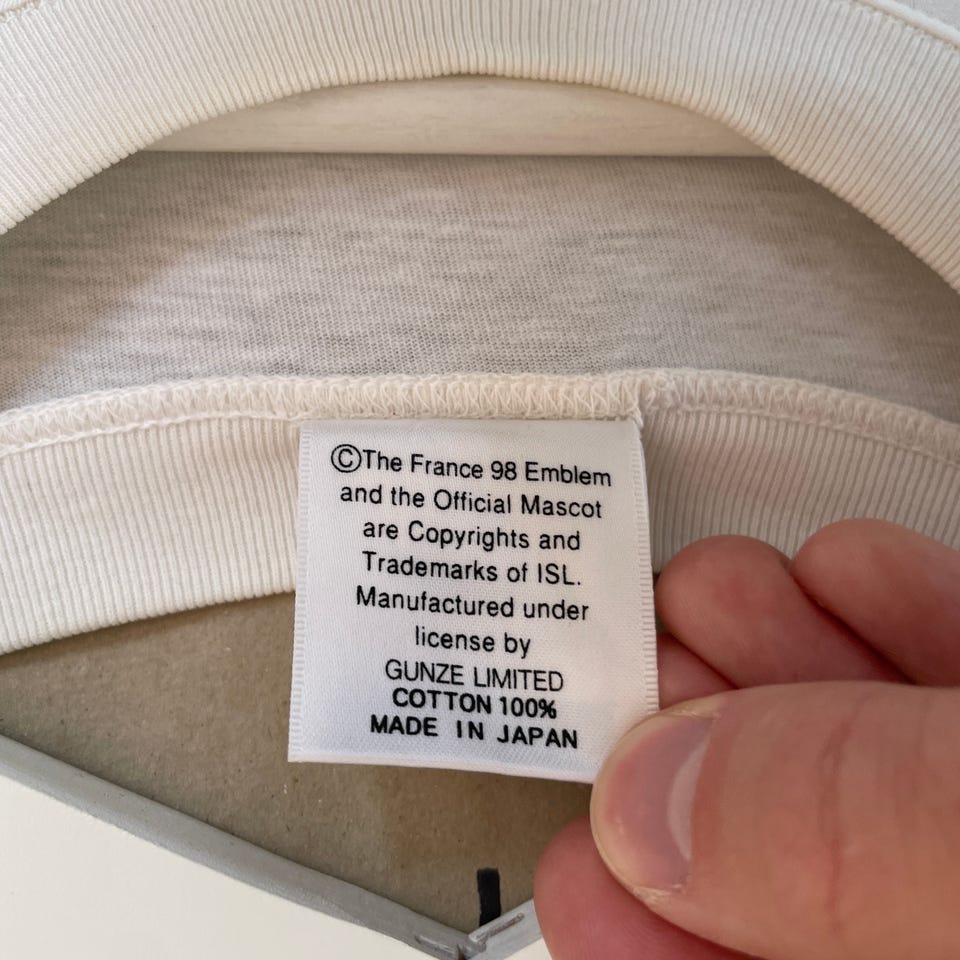 ©The France 98 Emblem
and the Official Mascot
are Copyrights and
Trademarks of ISL.
Manufactured under
license by
GUNZE LIMITED
COTTON 100%
MADE IN JAPAN